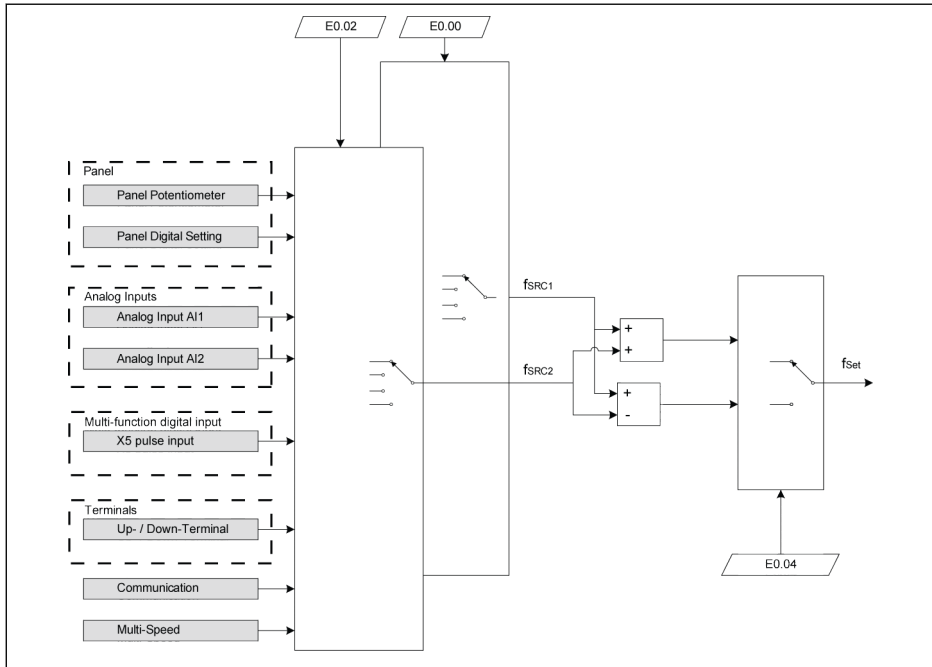 E0.02
E0.00
Panel
Panel Potentiometer
Panel Digital Setting
Analog Inputs
Analog Input AI1
Analog Input AI2
Multi-function digital input
X5 pulse input
Terminals
Up- / Down-Terminal
Communication
Multi-Speed
fSRC1
fSRC2
+
+
+
-
fSet
E0.04